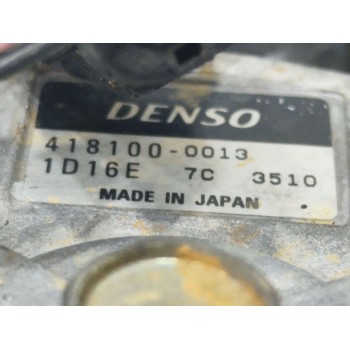 DENSO
418100-0013
1D16E 7C 3510
MADE IN JAPAN